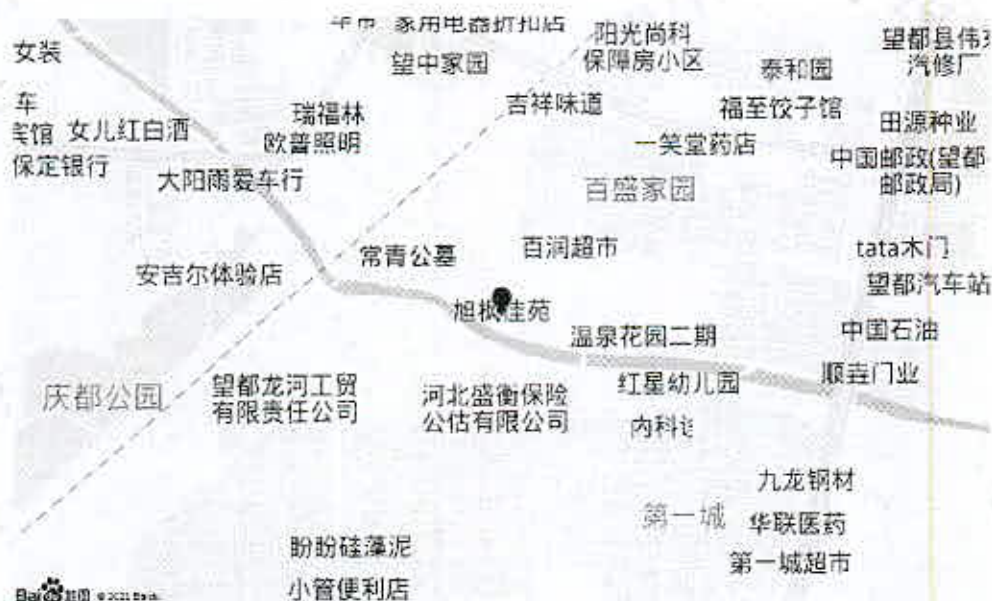 家用电器折扣店
阳光尚科
保障房小区
望都县伟
汽修厂
女装
望中家园
泰和园
车
宾馆
女儿红白酒
瑞福林
欧普照明
吉祥味道
福至饺子馆
田源种业
保定银行
一笑堂药店
中国邮政(望都
邮政局)
大阳雨爱车行
百盛家园
常青公墓
百润超市
tata木门
安吉尔体验店
望都汽车站
旭枫佳苑
温泉花园二期
中国石油
庆都公园
望都龙河工贸
有限责任公司
河北盛衡保险
公估有限公司
红星幼儿园
顺垚门业
内科
九龙钢材
第一城
华联医药
盼盼硅藻泥
第一城超市
小管便利店
Bai